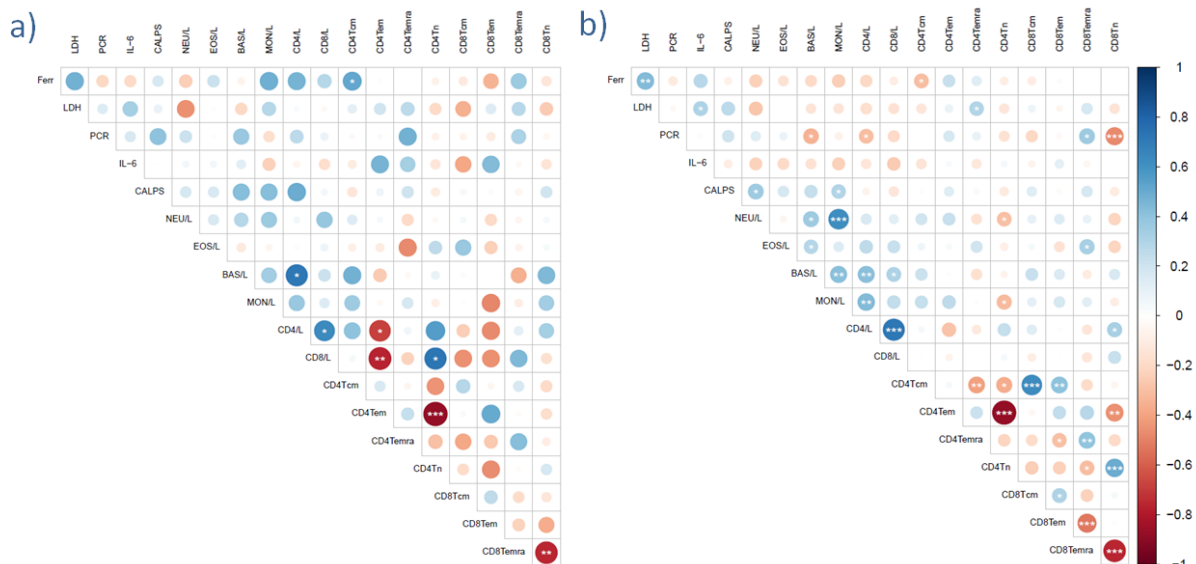 a)
LDH
PCR
IL-6
CALPS
NEU/L
EOS/L
BAS/L
MON/L
CD4/L
CD8/L
CD4Tcm
CD4Tem
CD4Temra
CD4Tn
CD8Tcm
CD8Tem
CD8Temra
CD8Tn
Ferr *
LDH
PCR
IL-6
CALPS
NEU/L
EOS/L
BAS/L *
MON/L
CD4/L * *
CD8/L ** *
CD4Tcm
CD4Tem ***
CD4Temra
CD4Tn
CD8Tcm
CD8Tem
CD8Temra **
b)
LDH
PCR
IL-6
CALPS
NEU/L
EOS/L
BAS/L
MON/L
CD4/L
CD8/L
CD4Tcm
CD4Tem
CD4Temra
CD4Tn
CD8Tcm
CD8Tem
CD8Temra
CD8Tn
Ferr ** *
LDH * *
PCR * * * ***
IL-6
CALPS * *
NEU/L * *** *
EOS/L * *
BAS/L ** ** *
MON/L ** *
CD4/L *** *
CD8/L
CD4Tcm ** * *** **
CD4Tem *** **
CD4Temra * **
CD4Tn * ***
CD8Tcm *
CD8Tem ***
CD8Temra ***
1
0.8
0.6
0.4
0.2
0
-0.2
-0.4
-0.6
-0.8
-1